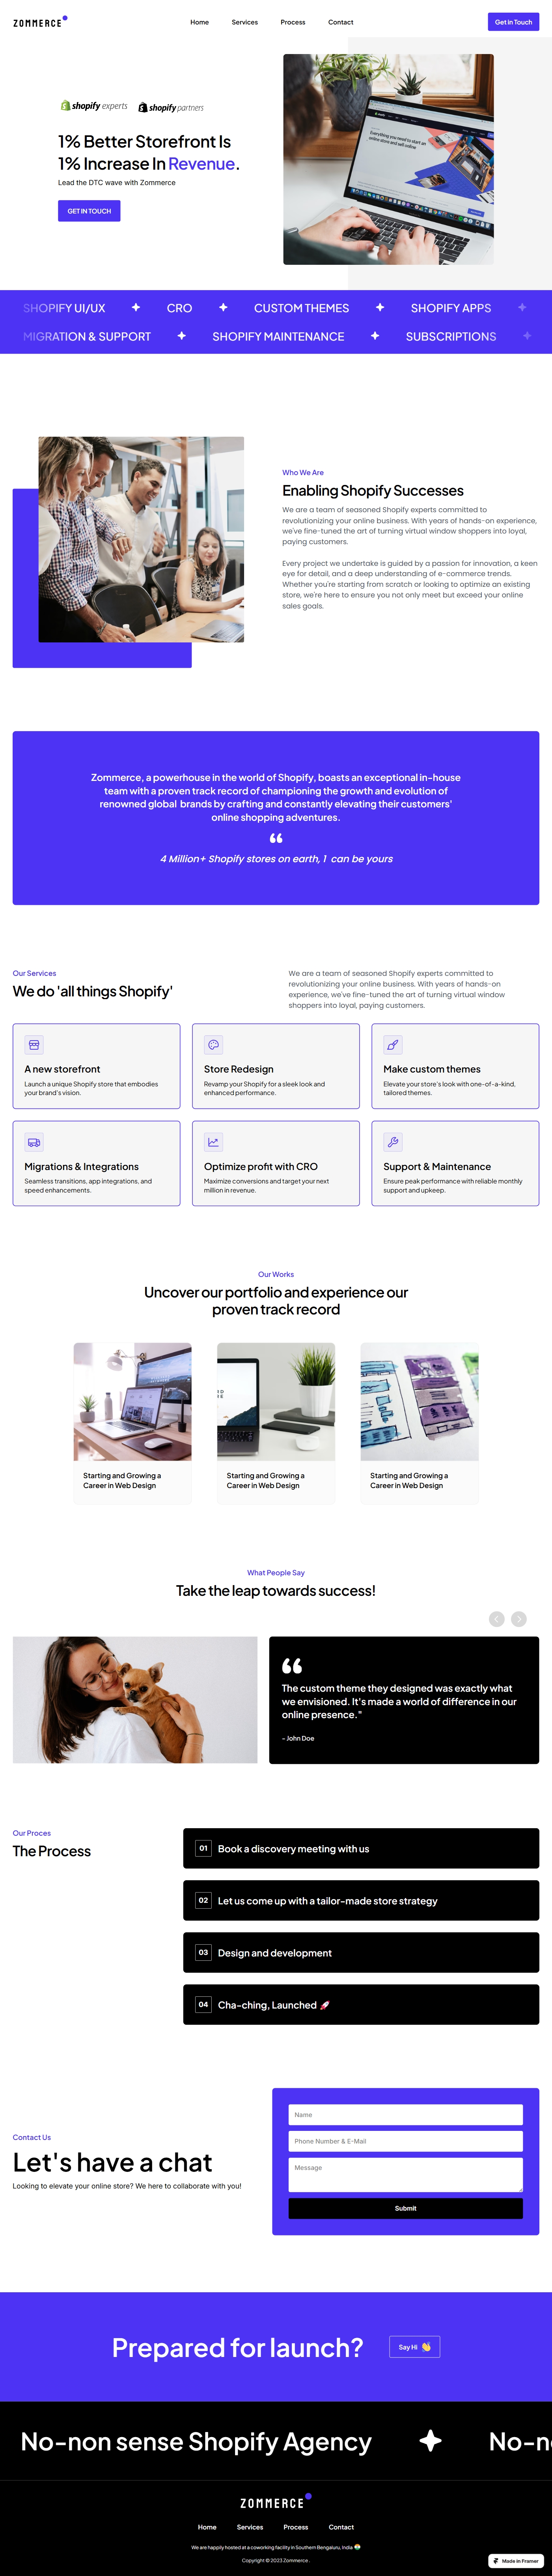 ZOMMERCE
Home
Services
Process
Contact
Get in Touch
shopify experts
shopify partners
1% Better Storefront Is
1% Increase In Revenue.
Lead the DTC wave with Zommerce
GET IN TOUCH
Everything you need to start an
online store and sell online
SHOPIFY UI/UX
CRO
CUSTOM THEMES
SHOPIFY APPS
MIGRATION & SUPPORT
SHOPIFY MAINTENANCE
SUBSCRIPTIONS
Who We Are
Enabling Shopify Successes
We are a team of seasoned Shopify experts committed to
revolutionizing your online business. With years of hands-on experience,
we've fine-tuned the art of turning virtual window shoppers into loyal,
paying customers.
Every project we undertake is guided by a passion for innovation, a keen
eye for detail, and a deep understanding of e-commerce trends.
Whether you're starting from scratch or looking to optimize an existing
store, we're here to ensure you not only meet but exceed your online
sales goals.
Zommerce, a powerhouse in the world of Shopify, boasts an exceptional in-house
team with a proven track record of championing the growth and evolution of
renowned global brands by crafting and constantly elevating their customers'
online shopping adventures.
“
4 Million+ Shopify stores on earth, 1 can be yours
Our Services
We do 'all things Shopify'
We are a team of seasoned Shopify experts committed to
revolutionizing your online business. With years of hands-on
experience, we've fine-tuned the art of turning virtual window
shoppers into loyal, paying customers.
A new storefront
Launch a unique Shopify store that embodies
your brand's vision.
Store Redesign
Revamp your Shopify for a sleek look and
enhanced performance.
Make custom themes
Elevate your store's look with one-of-a-kind,
tailored themes.
Migrations & Integrations
Seamless transitions, app integrations, and
speed enhancements.
Optimize profit with CRO
Maximize conversions and target your next
million in revenue.
Support & Maintenance
Ensure peak performance with reliable monthly
support and upkeep.
Our Works
Uncover our portfolio and experience our
proven track record
Starting and Growing a
Career in Web Design
Starting and Growing a
Career in Web Design
Starting and Growing a
Career in Web Design
What People Say
Take the leap towards success!
“
The custom theme they designed was exactly what
we envisioned. It's made a world of difference in our
online presence."
- John Doe
Our Proces
The Process
01 Book a discovery meeting with us
02 Let us come up with a tailor-made store strategy
03 Design and development
04 Cha-ching, Launched 🚀
Contact Us
Let's have a chat
Looking to elevate your online store? We here to collaborate with you!
Name
Phone Number & E-Mail
Message
Submit
Prepared for launch?
Say Hi 👋
No-non sense Shopify Agency
No-n
ZOMMERCE
Home
Services
Process
Contact
We are happily hosted at a coworking facility in Southern Bengaluru, India 🇮🇳
Copyright © 2023 Zommerce .
Made in Framer